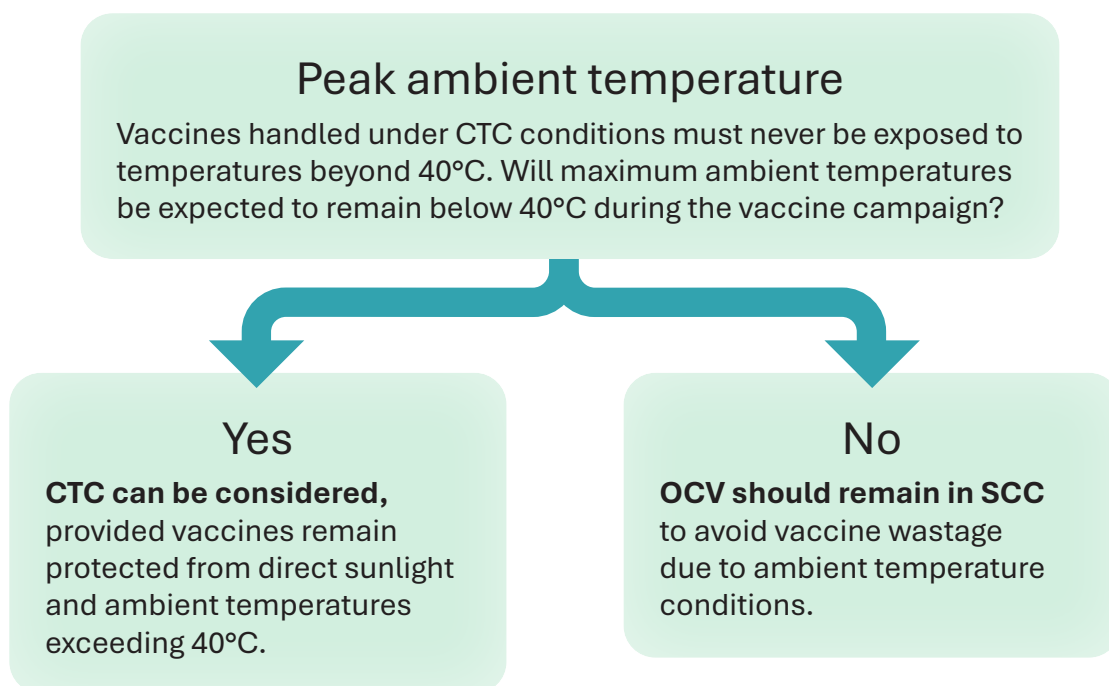 Peak ambient temperature
Vaccines handled under CTC conditions must never be exposed to
temperatures beyond 40°C. Will maximum ambient temperatures
be expected to remain below 40°C during the vaccine campaign?
Yes
CTC can be considered,
provided vaccines remain
protected from direct sunlight
and ambient temperatures
exceeding 40°C.
No
OCV should remain in SCC
to avoid vaccine wastage
due to ambient temperature
conditions.